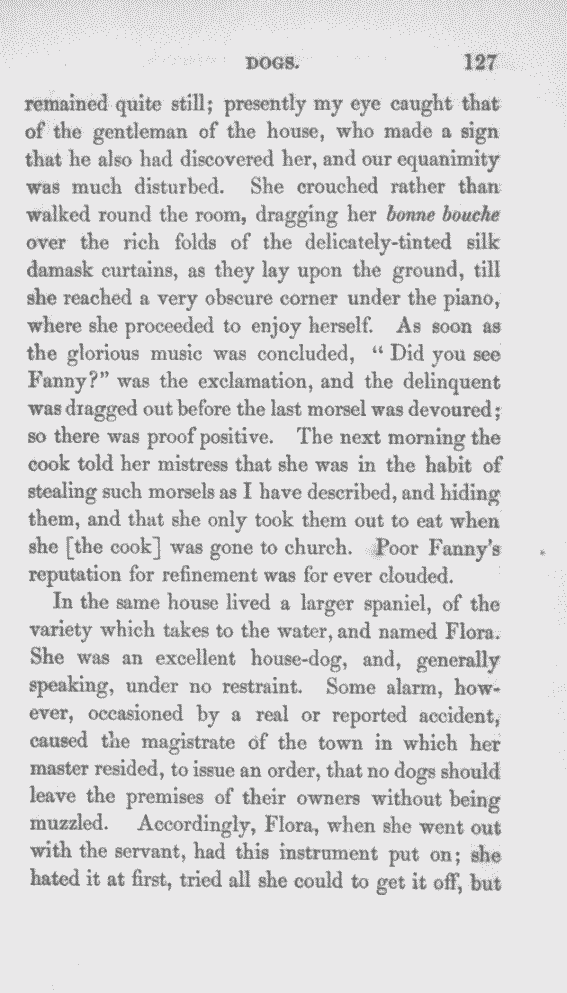 DOGS. 127
remained quite still; presently my eye caught that
of the gentleman of the house, who made a sign
that he also had discovered her, and our equanimity
was much disturbed. She crouched rather than
walked round the room, dragging her bonne bouche
over the rich folds of the delicately-tinted silk
damask curtains, as they lay upon the ground, till
she reached a very obscure corner under the piano,
where she proceeded to enjoy herself. As soon as
the glorious music was concluded, “ Did you see
Fanny?” was the exclamation, and the delinquent
was dragged out before the last morsel was devoured;
so there was proof positive. The next morning the
cook told her mistress that she was in the habit of
stealing such morsels as I have described, and hiding
them, and that she only took them out to eat when
she [the cook] was gone to church. Poor Fanny's
reputation for refinement was for ever clouded.
In the same house lived a larger spaniel, of the
variety which takes to the water, and named Flora.
She was an excellent house-dog, and, generally
speaking, under no restraint. Some alarm, how-
ever, occasioned by a real or reported accident,
caused the magistrate of the town in which her
master resided, to issue an order, that no dogs should
leave the premises of their owners without being
muzzled. Accordingly, Flora, when she went out
with the servant, had this instrument put on; she
hated it at first, tried all she could to get it off, but